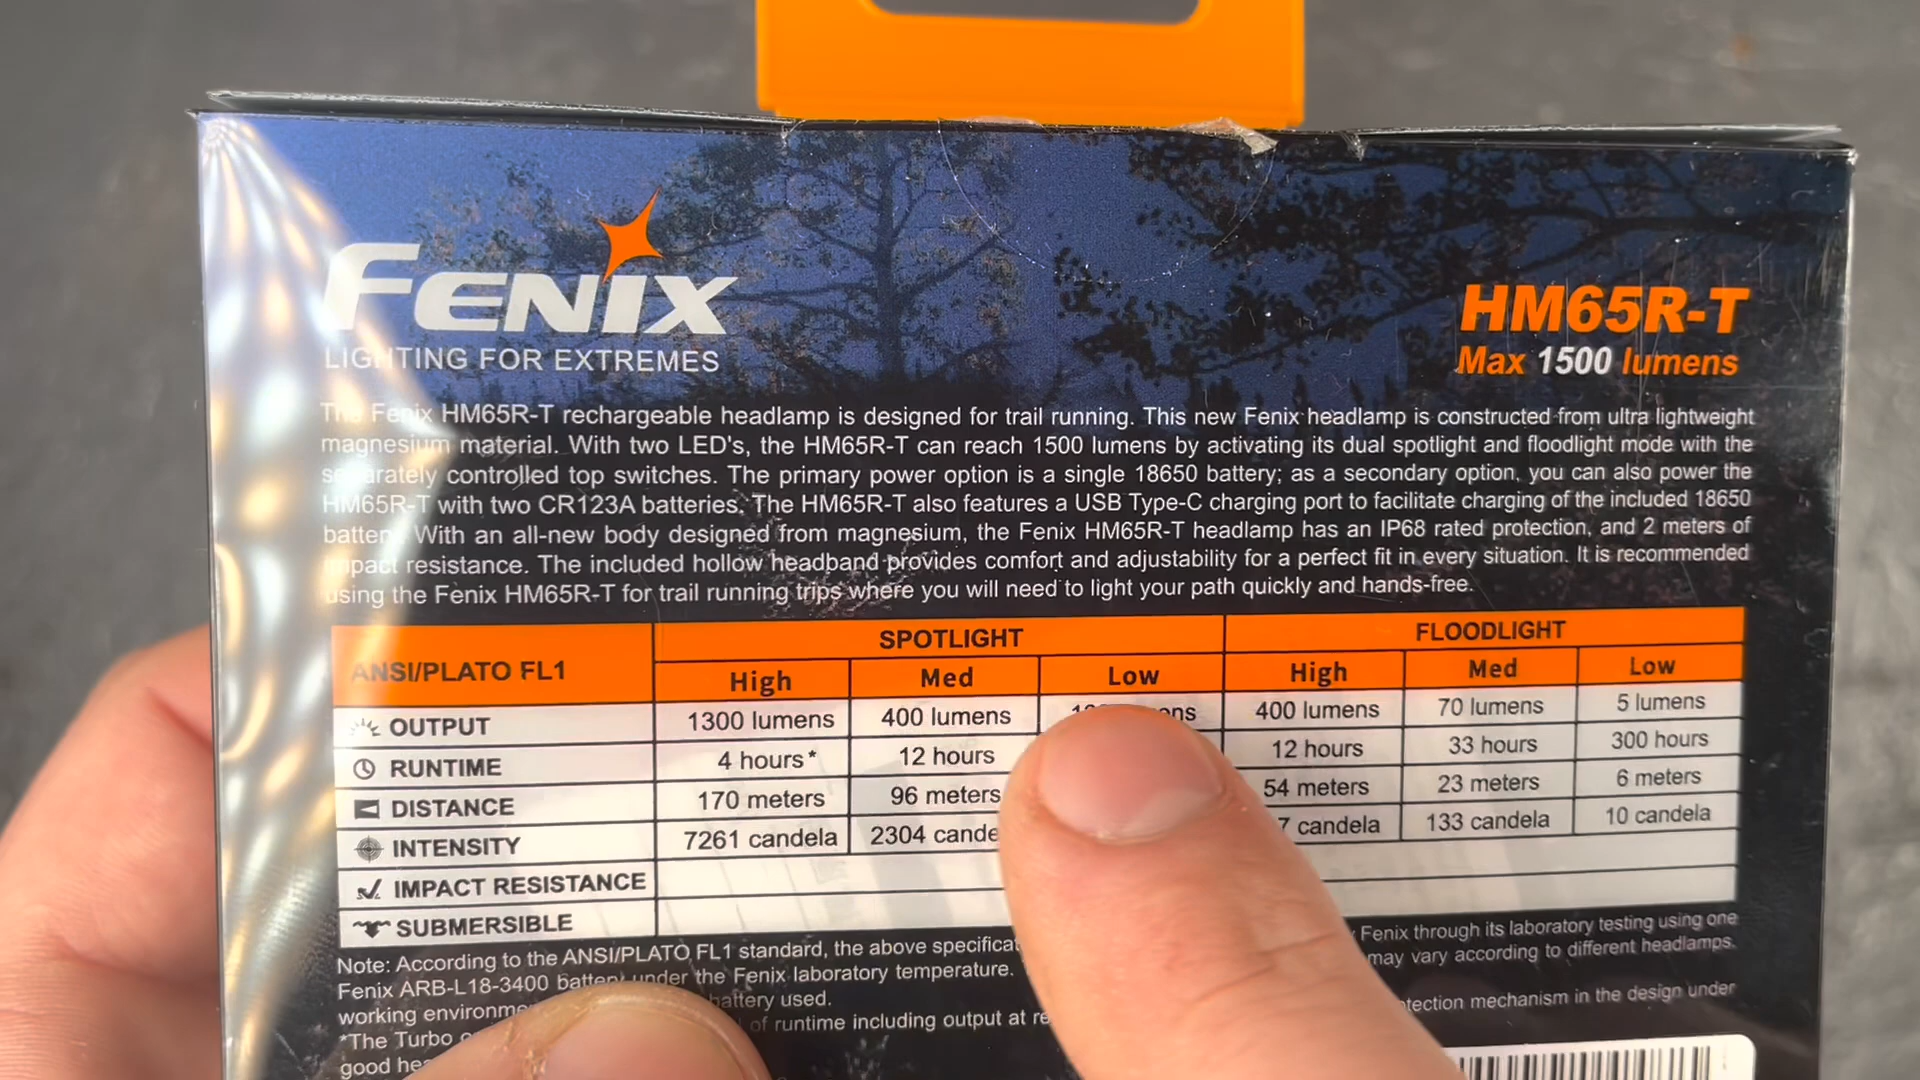 FENIX
LIGHTING FOR EXTREMES
HM65R-T
Max 1500 lumens
The Fenix HM65R-T rechargeable headlamp is designed for trail running. This new Fenix headlamp is constructed from ultra lightweight
magnesium material. With two LED's, the HM65R-T can reach 1500 lumens by activating its dual spotlight and floodlight mode with the
separately controlled top switches. The primary power option is a single 18650 battery; as a secondary option, you can also power the
HM65R-T with two CR123A batteries. The HM65R-T also features a USB Type-C charging port to facilitate charging of the included 18650
battery. With an all-new body designed from magnesium, the Fenix HM65R-T headlamp has an IP68 rated protection, and 2 meters of
impact resistance. The included hollow headband provides comfort and adjustability for a perfect fit in every situation. It is recommended
using the Fenix HM65R-T for trail running trips where you will need to light your path quickly and hands-free.
ANSI/PLATO FL1 SPOTLIGHT FLOODLIGHT
High Med Low High Med Low
OUTPUT 1300 lumens 400 lumens 400 lumens 70 lumens 5 lumens
RUNTIME 4 hours* 12 hours 12 hours 33 hours 300 hours
DISTANCE 170 meters 96 meters 54 meters 23 meters 6 meters
INTENSITY 7261 candela 2304 candela 133 candela 10 candela
IMPACT RESISTANCE
SUBMERSIBLE
Note: According to the ANSI/PLATO FL1 standard, the above Fenix through its laboratory testing using one
Fenix ARB-L18-3400 battery under the Fenix laboratory temperature. may vary according to different headlamps,
working battery used.
*The Turbo of runtime including output at protection mechanism in the design under
good